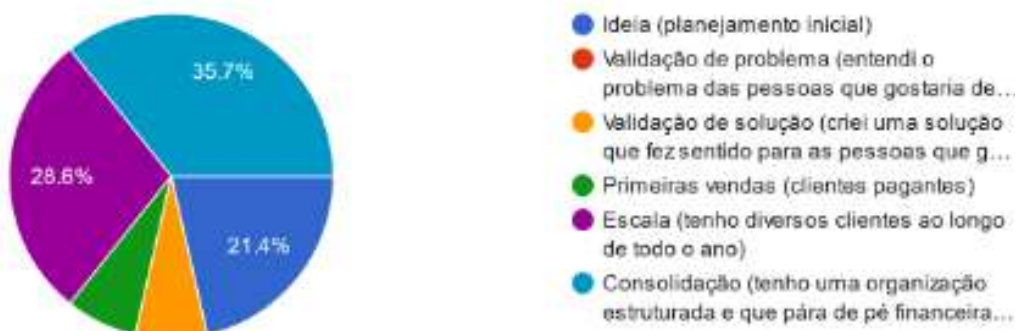 35.7%
28.6%
21.4%
Ideia (planejamento inicial)
Validação de problema (entendi o
problema das pessoas que gostaria de...
Validação de solução (criei uma solução
que fez sentido para as pessoas que g...
Primeiras vendas (clientes pagantes)
Escala (tenho diversos clientes ao longo
de todo o ano)
Consolidação (tenho uma organização
estruturada e que pára de pé financeira...